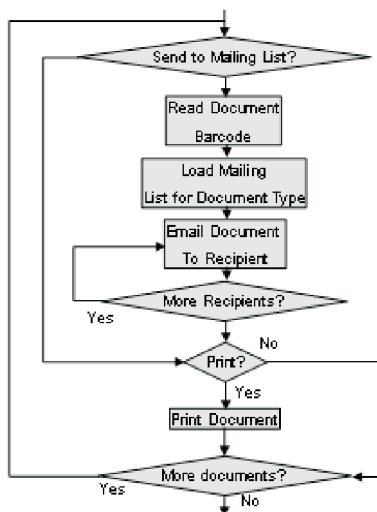 Send to Mailing List?
Read Document
Barcode
Load Mailing
List for Document Type
Email Document
To Recipient
More Recipients?
Yes
No
Print?
Yes
Print Document
More documents?
Yes
No